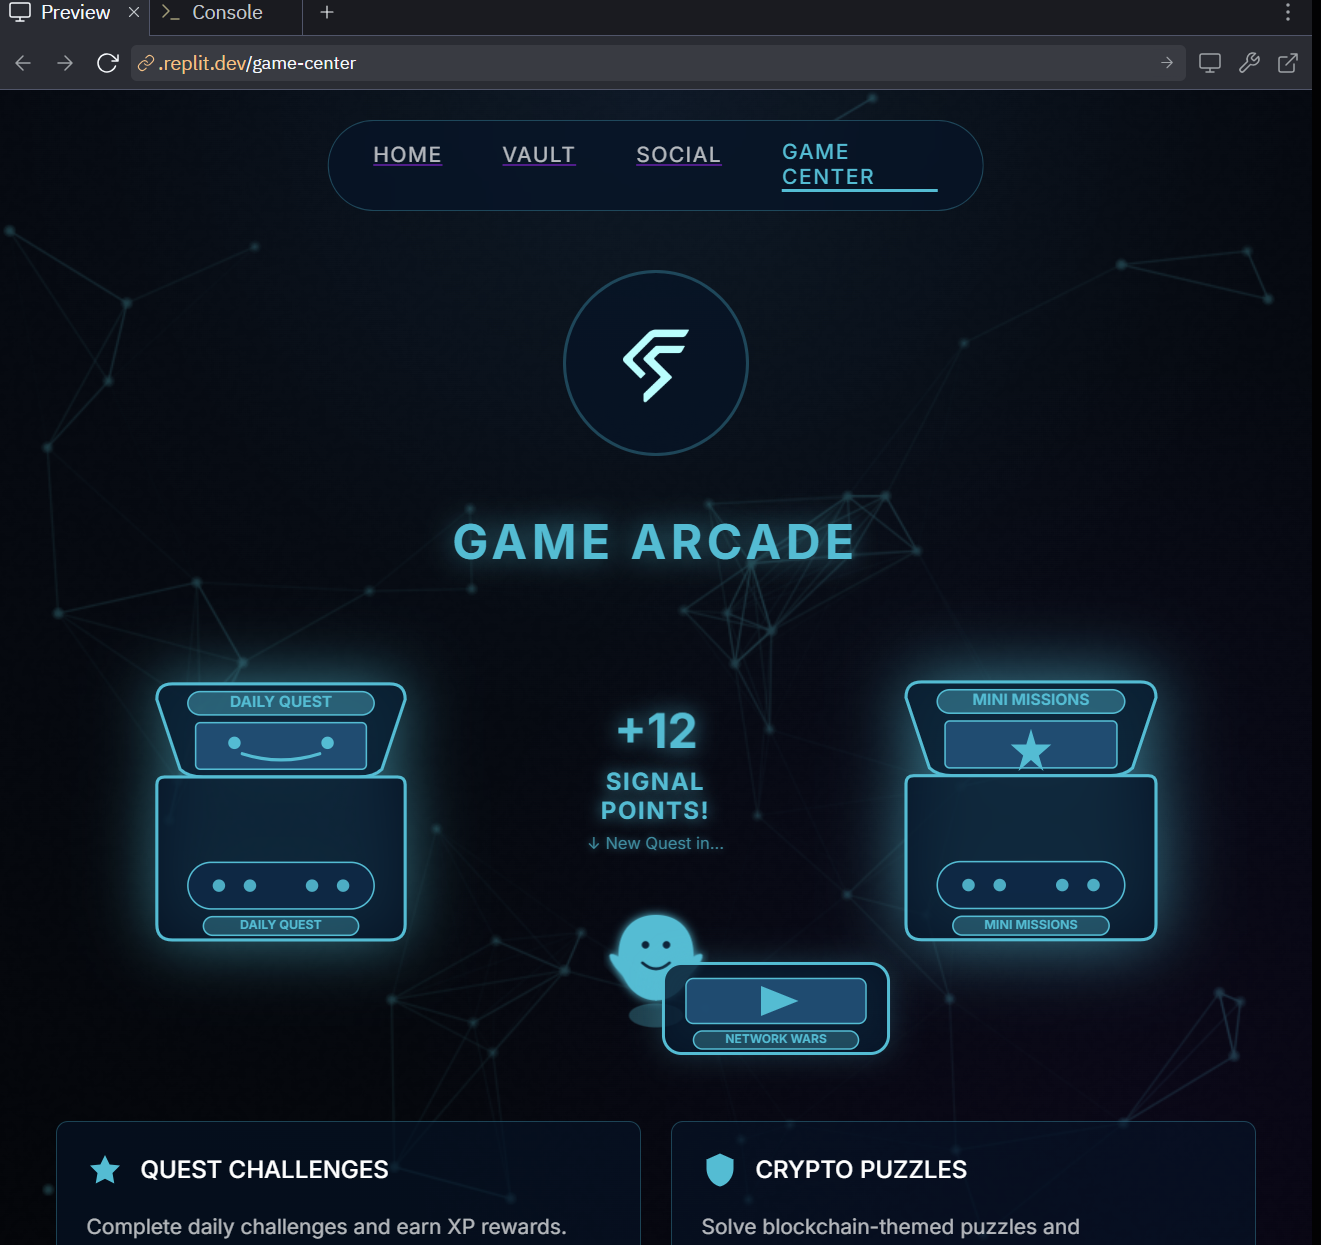 Preview
Console
.replit.dev/game-center
HOME
VAULT
SOCIAL
GAME
CENTER
GAME ARCADE
DAILY QUEST
MINI MISSIONS
+12
SIGNAL
POINTS!
↓ New Quest in...
DAILY QUEST
MINI MISSIONS
NETWORK WARS
QUEST CHALLENGES
Complete daily challenges and earn XP rewards.
CRYPTO PUZZLES
Solve blockchain-themed puzzles and